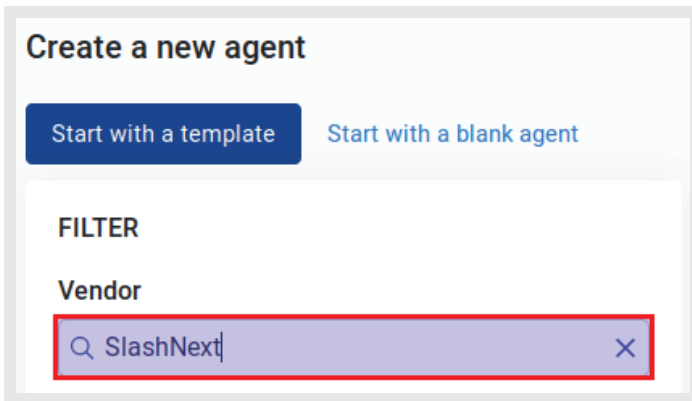 Create a new agent
Start with a template Start with a blank agent
FILTER
Vendor
SlashNext